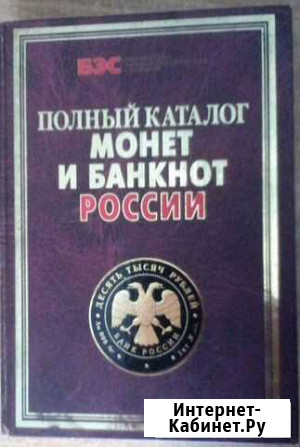 БЭС
ПОЛНЫЙ КАТАЛОГ
МОНЕТ
И БАНКНОТ
РОССИИ
ДЕСЯТЬ ТЫСЯЧ РУБЛЕЙ
БАНК РОССИИ
Интернет-
Кабинет.Ру